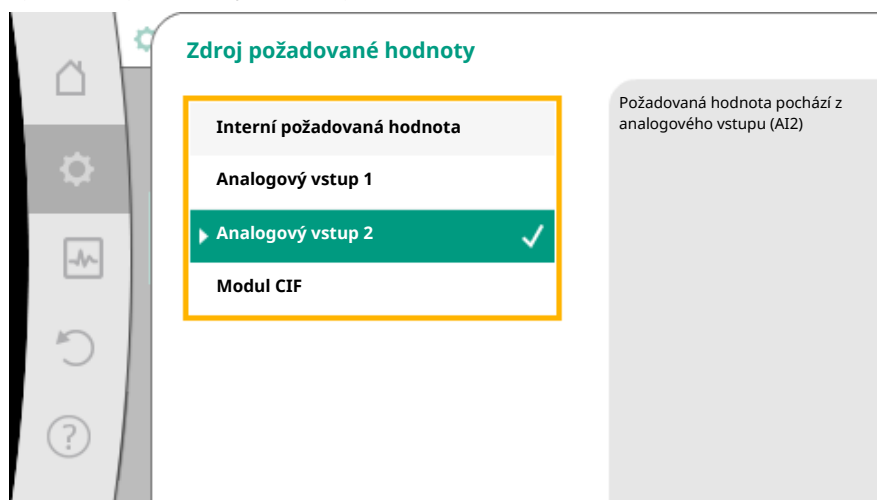 Zdroj požadované hodnoty
Interní požadovaná hodnota
Analogový vstup 1
Analogový vstup 2
Modul CIF
Požadovaná hodnota pochází z
analogového vstupu (AI2)
?